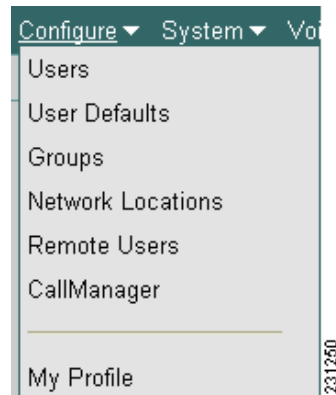 Configure ▾ System ▾ Voi
Users
User Defaults
Groups
Network Locations
Remote Users
CallManager
My Profile
231250